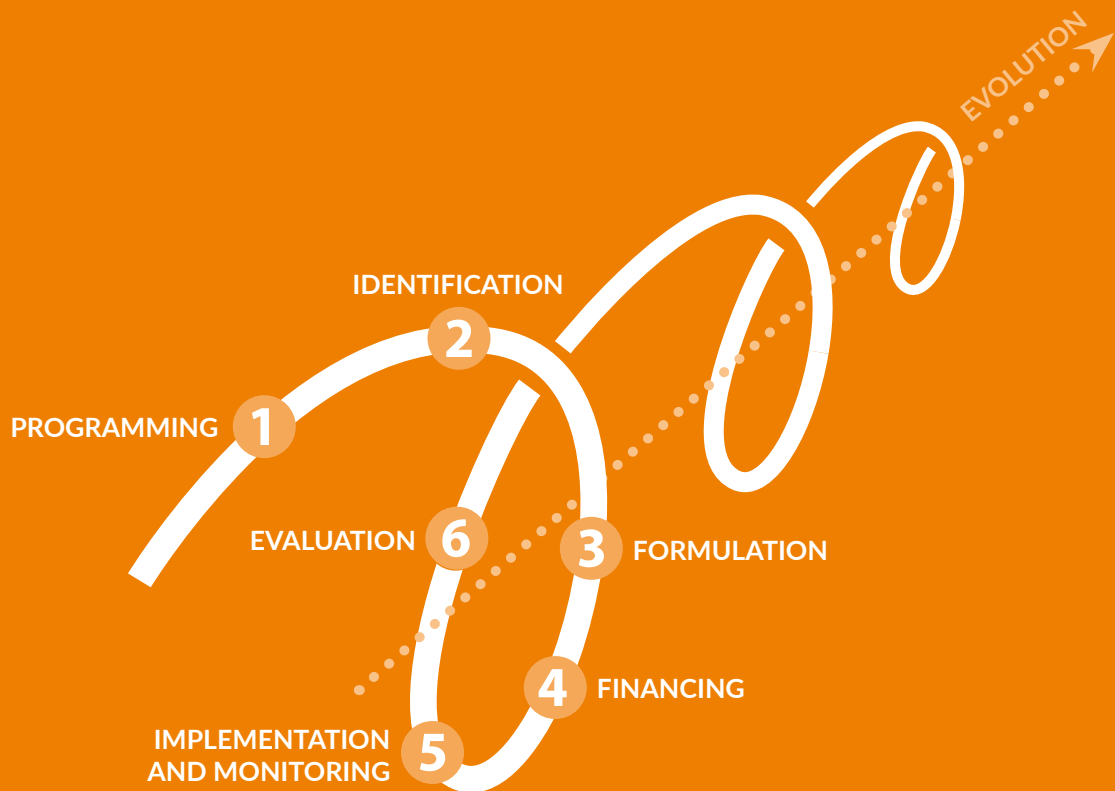 EVOLUTION
IDENTIFICATION
2
PROGRAMMING 1
EVALUATION 6
3 FORMULATION
4 FINANCING
IMPLEMENTATION
AND MONITORING
5